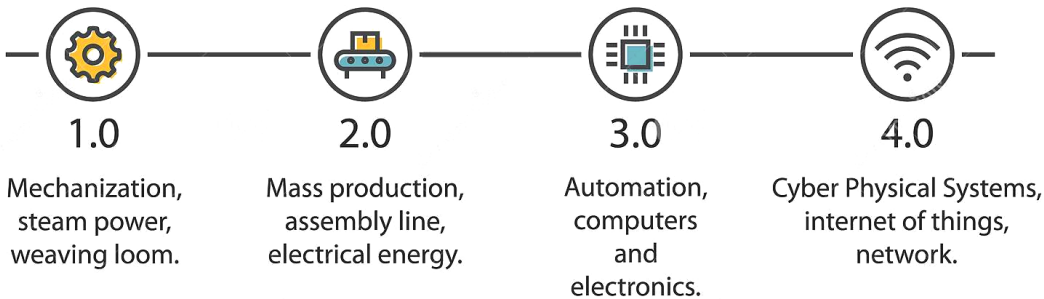 1.0
Mechanization,
steam power,
weaving loom.
2.0
Mass production,
assembly line,
electrical energy.
3.0
Automation,
computers
and
electronics.
4.0
Cyber Physical Systems,
internet of things,
network.